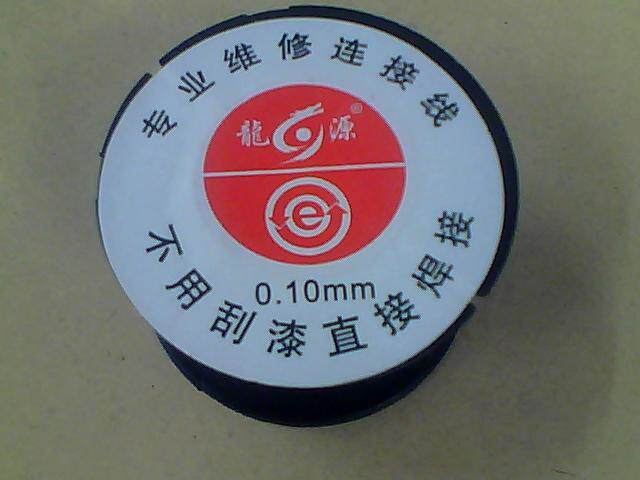 专业维修连接线
龍源®
e
0.10mm
不用刮漆直接焊接